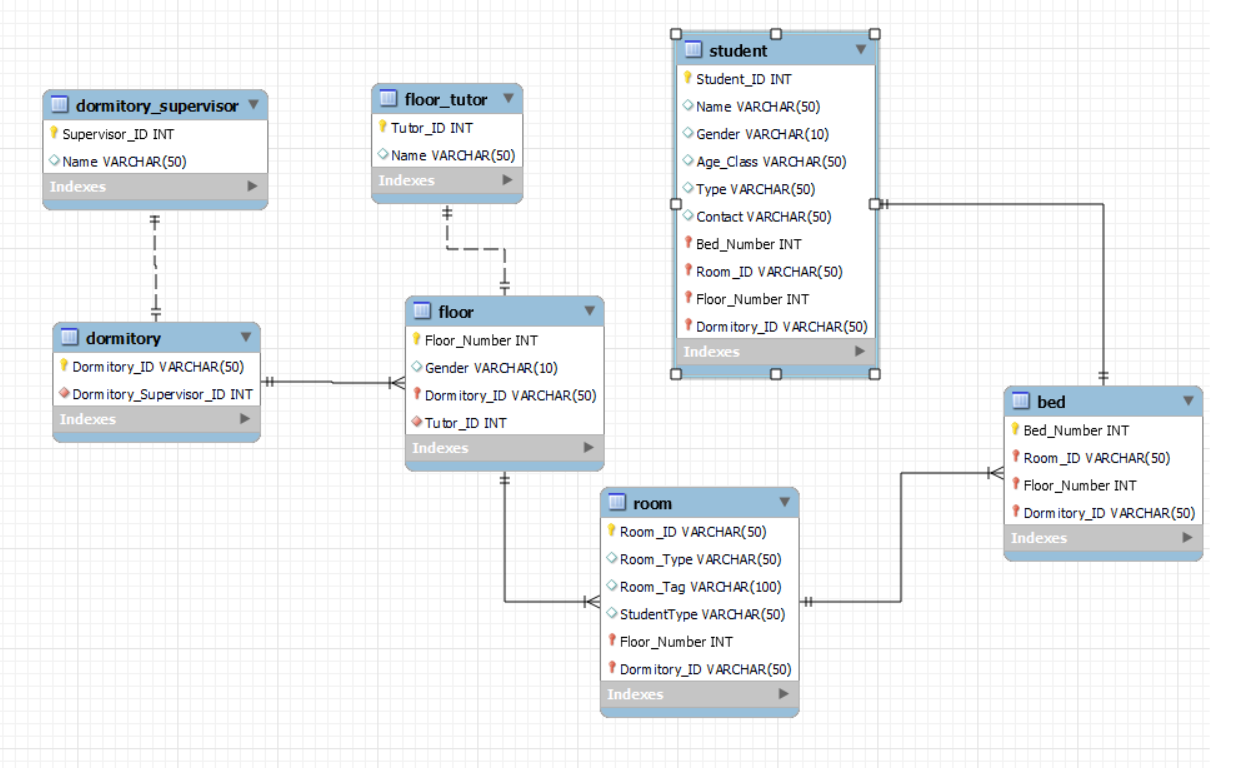 dormitory_supervisor
Supervisor_ID INT
Name VARCHAR(50)
Indexes
floor_tutor
Tutor_ID INT
Name VARCHAR(50)
Indexes
student
Student_ID INT
Name VARCHAR(50)
Gender VARCHAR(10)
Age_Class VARCHAR(50)
Type VARCHAR(50)
Contact VARCHAR(50)
Bed_Number INT
Room_ID VARCHAR(50)
Floor_Number INT
Dormitory_ID VARCHAR(50)
Indexes
dormitory
Dormitory_ID VARCHAR(50)
Dormitory_Supervisor_ID INT
Indexes
floor
Floor_Number INT
Gender VARCHAR(10)
Dormitory_ID VARCHAR(50)
Tutor_ID INT
Indexes
room
Room_ID VARCHAR(50)
Room_Type VARCHAR(50)
Room_Tag VARCHAR(100)
StudentType VARCHAR(50)
Floor_Number INT
Dormitory_ID VARCHAR(50)
Indexes
bed
Bed_Number INT
Room_ID VARCHAR(50)
Floor_Number INT
Dormitory_ID VARCHAR(50)
Indexes